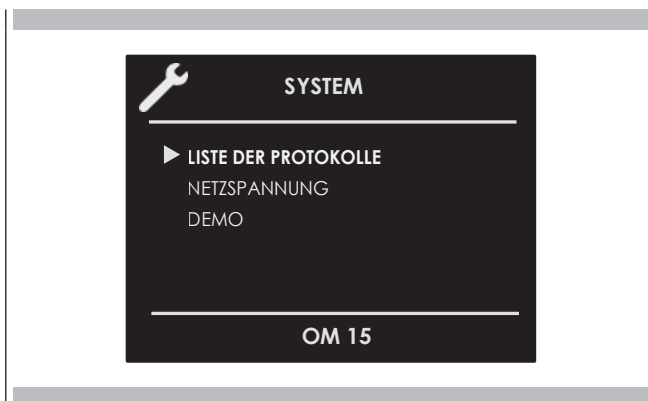 SYSTEM
LISTE DER PROTOKOLLE
NETZSPANNUNG
DEMO
OM 15